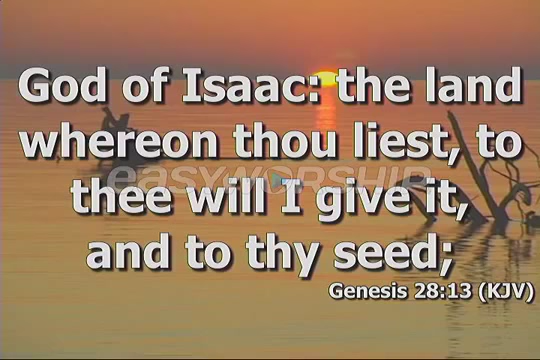 God of Isaac: the land
whereon thou liest, to
easyworship
thee will I give it,
and to thy seed;
Genesis 28:13 (KJV)